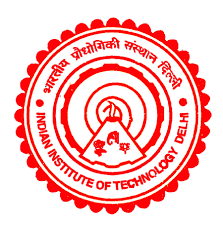 भारतीय प्रौद्योगिकी संस्थान दिल्ली
INDIAN INSTITUTE OF TECHNOLOGY DELHI